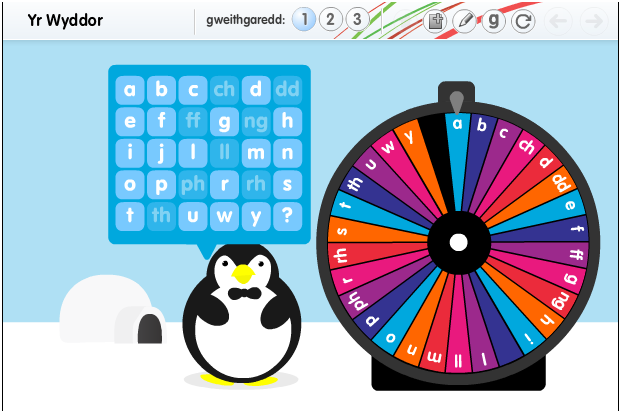 Yr Wyddor
gweithgaredd: 1 2 3
g
a b c ch d dd
e f ff g ng h
i j l ll m n
o p ph r rh s
t th u w y ?
a
b
c
ch
d
dd
e
f
ff
g
ng
h
i
l
ll
m
n
o
p
ph
r
rh
s
t
th
u
w
y